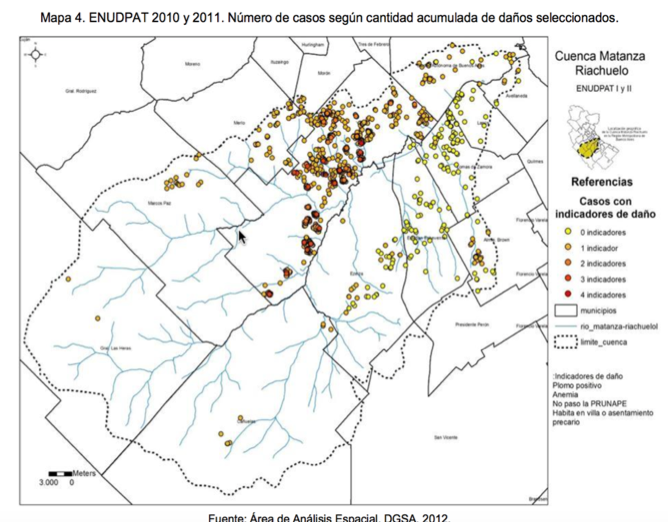 Mapa 4. ENUDPAT 2010 y 2011. Número de casos según cantidad acumulada de daños seleccionados.
Cuenca Matanza
Riachuelo
ENUDPAT I y II
Referencias
Casos con
indicadores de daño
0 indicadores
1 indicador
2 indicadores
3 indicadores
4 indicadores
municipios
rio_matanza-riachuelol
limite_cuenca
:Indicadores de daño
Plomo positivo
Anemia
No paso la PRUNAPE
Habita en villa o asentamiento
precario
Hurlingham
Tres de Febrero
Moreno
Ituzaingo
Morón
Gral. Rodriguez
Avellaneda
Merlo
Quilmes
Marcos Paz
Florencio Varela
Ezeiza
Presidente Peron
Gral. Las Heras
Cañuelas
San Vicente
Meters
3.000 0
Fuente: Área de Análisis Espacial, DGSA, 2012.